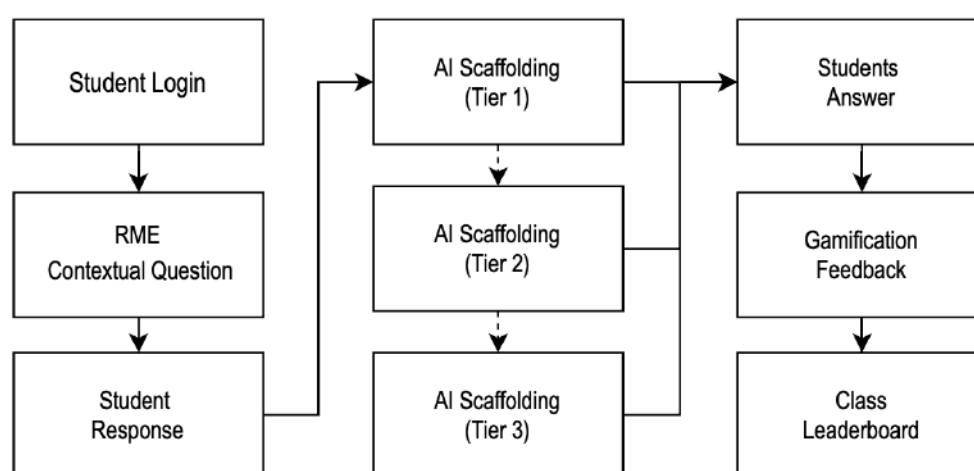 Student Login
RME
Contextual Question
Student
Response
AI Scaffolding
(Tier 1)
AI Scaffolding
(Tier 2)
AI Scaffolding
(Tier 3)
Students
Answer
Gamification
Feedback
Class
Leaderboard